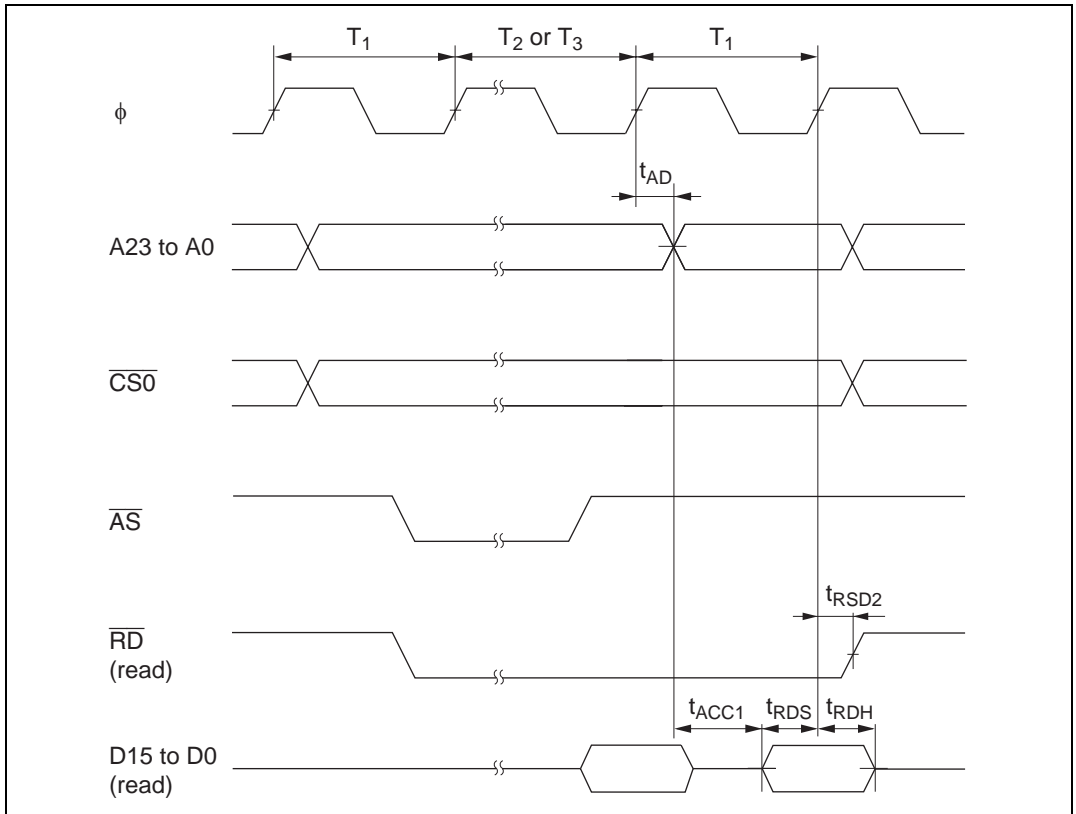 T1 T2 or T3 T1
φ
tAD
A23 to A0
CS0
AS
tRSD2
RD
(read)
tACC1 tRDS tRDH
D15 to D0
(read)